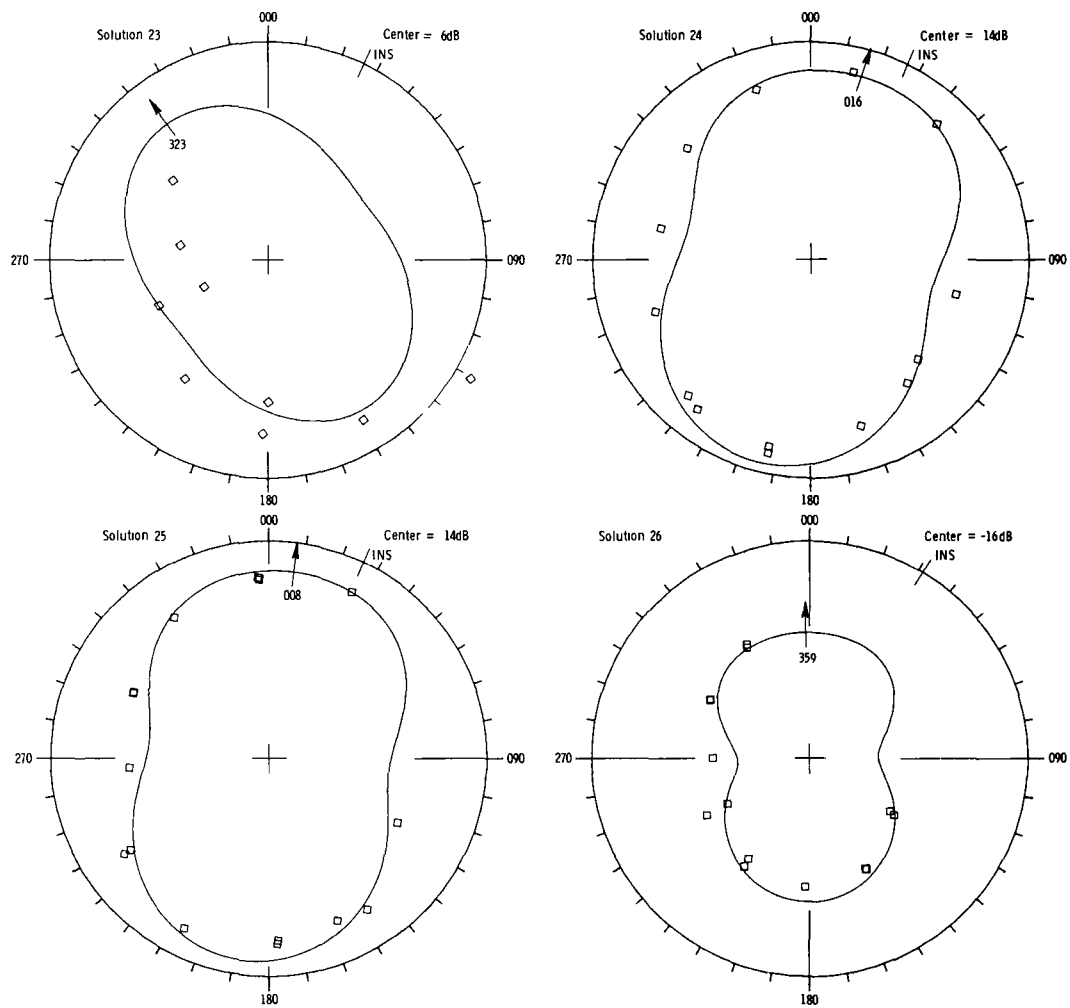 000
Solution 23
Center = 6dB
INS
323
270
090
180
000
Solution 24
Center = 14dB
INS
016
270
090
180
000
Solution 25
Center = 14dB
INS
008
270
090
180
000
Solution 26
Center = -16dB
INS
359
270
090
180